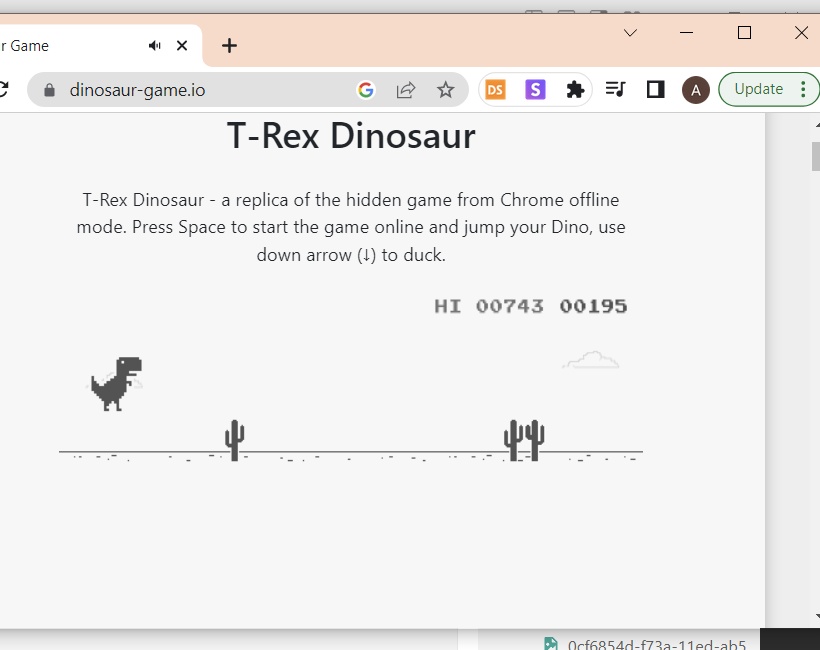 r Game
dinosaur-game.io
DS
S
A
Update
T-Rex Dinosaur
T-Rex Dinosaur - a replica of the hidden game from Chrome offline
mode. Press Space to start the game online and jump your Dino, use
down arrow (↓) to duck.
HI 00743 00195
0cf6854d-f73a-11ed-ab5